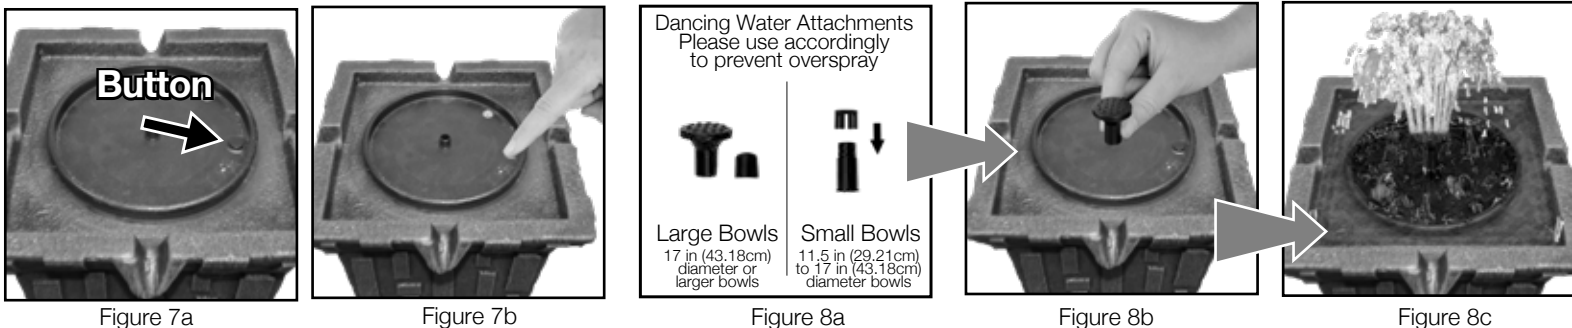 Button
Dancing Water Attachments
Please use accordingly
to prevent overspray
Large Bowls
17 in (43.18cm)
diameter or
larger bowls
Small Bowls
11.5 in (29.21cm)
to 17 in (43.18cm)
diameter bowls
Figure 7a
Figure 7b
Figure 8a
Figure 8b
Figure 8c